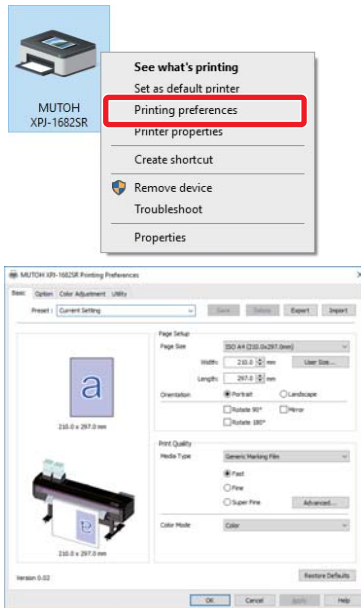 MUTOH
XPJ-1682SR
See what's printing
Set as default printer
Printing preferences
Printer properties
Create shortcut
Remove device
Troubleshoot
Properties
MUTOH XPJ-1682SR Printing Preferences
Basic Option Color Adjustment Utility
Preset : Current Setting Save Delete Export Import
Page Setup
Page Size ISO A4 (210.0x297.0mm)
Width: 210.0 mm User Size...
Length: 297.0 mm
Orientation Portrait Landscape
Rotate 90° Mirror
Rotate 180°
a
210.0 x 297.0 mm
Print Quality
Media Type Generic Marking Film
Fast
Fine
Super Fine Advanced...
Color Mode Color
a
210.0 x 297.0 mm
Version 0.02 Restore Defaults
OK Cancel Apply Help